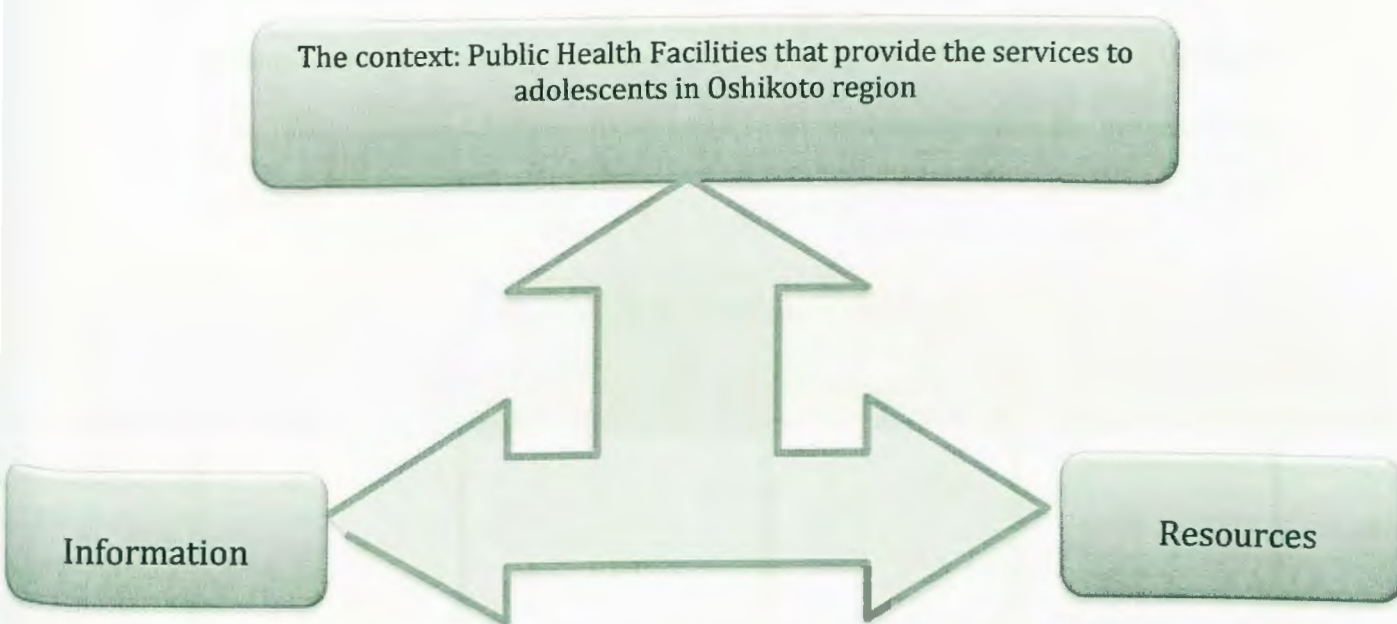 The context: Public Health Facilities that provide the services to
adolescents in Oshikoto region
Information
Resources